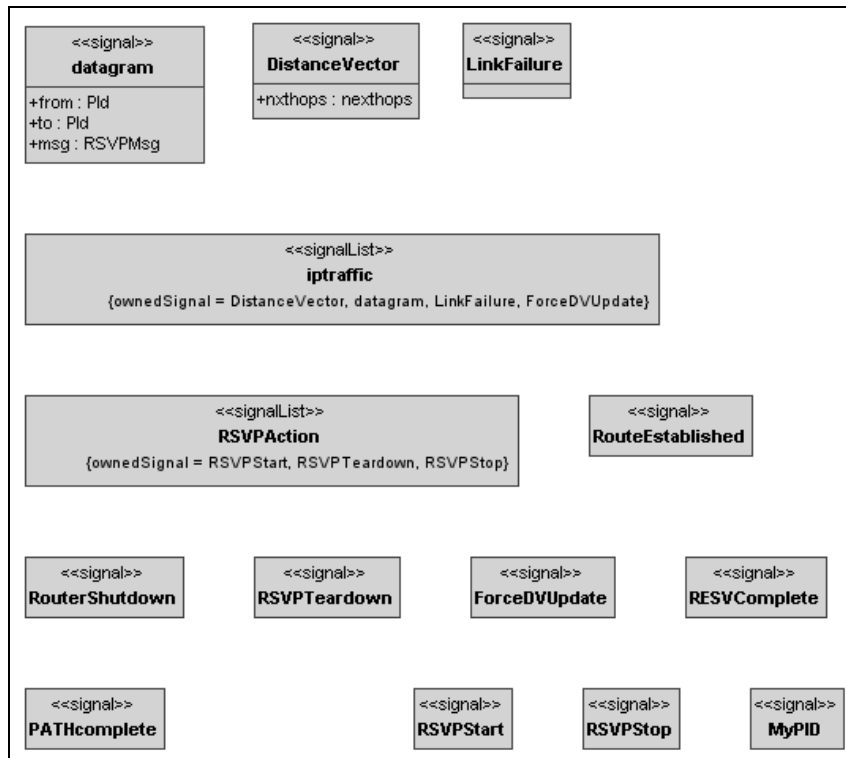 <<signal>>
datagram
+from : PId
+to : PId
+msg : RSVPMsg
<<signal>>
DistanceVector
+nxthops : nexthops
<<signal>>
LinkFailure
<<signalList>>
iptraffic
{ownedSignal = DistanceVector, datagram, LinkFailure, ForceDVUpdate}
<<signalList>>
RSVPAction
{ownedSignal = RSVPStart, RSVPTeardown, RSVPStop}
<<signal>>
RouteEstablished
<<signal>>
RouterShutdown
<<signal>>
RSVPTeardown
<<signal>>
ForceDVUpdate
<<signal>>
RESVComplete
<<signal>>
PATHcomplete
<<signal>>
RSVPStart
<<signal>>
RSVPStop
<<signal>>
MyPID